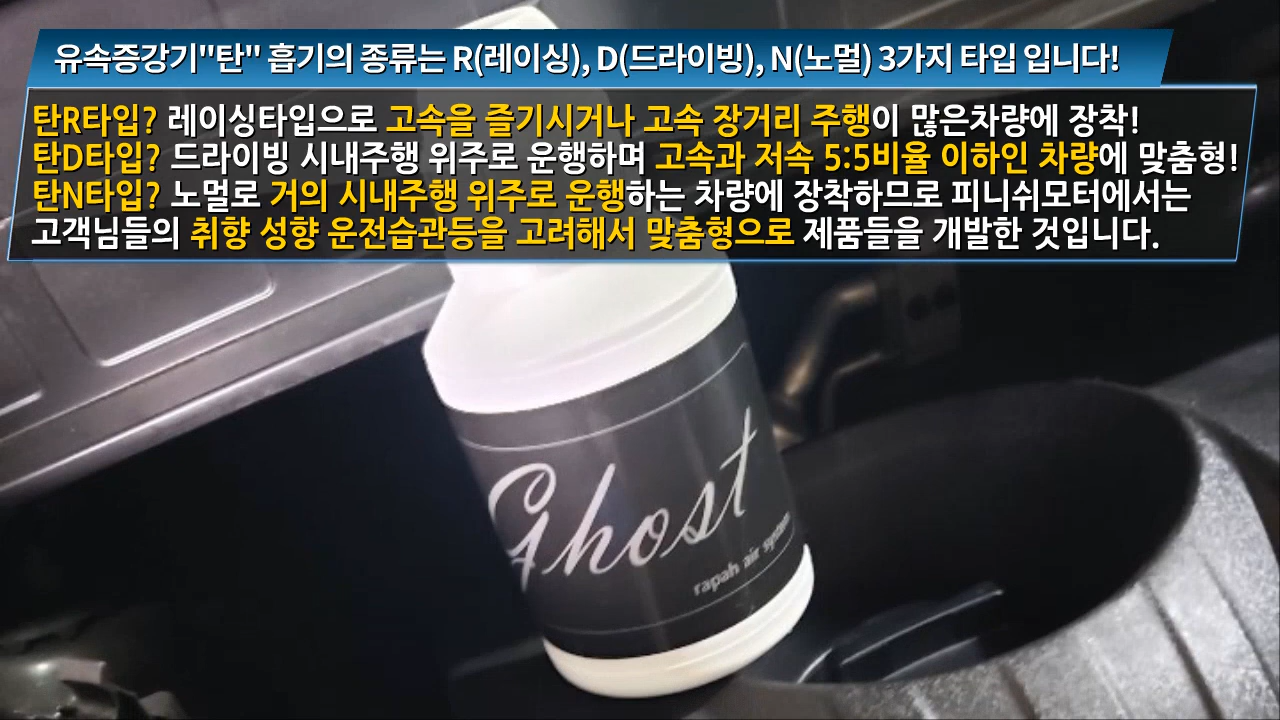 유속증강기"탄" 흡기의 종류는 R(레이싱), D(드라이빙), N(노멀) 3가지 타입 입니다!
탄R타입? 레이싱타입으로 고속을 즐기시거나 고속 장거리 주행이 많은차량에 장착!
탄D타입? 드라이빙 시내주행 위주로 운행하며 고속과 저속 5:5비율 이하인 차량에 맞춤형!
탄N타입? 노멀로 거의 시내주행 위주로 운행하는 차량에 장착하므로 피니쉬모터에서는
고객님들의 취향 성향 운전습관등을 고려해서 맞춤형으로 제품들을 개발한 것입니다.
Ghost
rapah air system